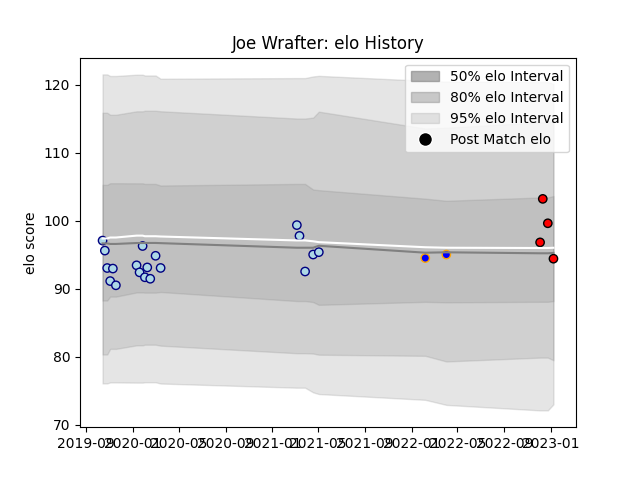 Joe Wrafter: elo History
elo score
120
110
100
90
80
70
50% elo Interval
80% elo Interval
95% elo Interval
Post Match elo
2019-09 2020-01 2020-05 2020-09 2021-01 2021-05 2021-09 2022-01 2022-05 2022-09 2023-01